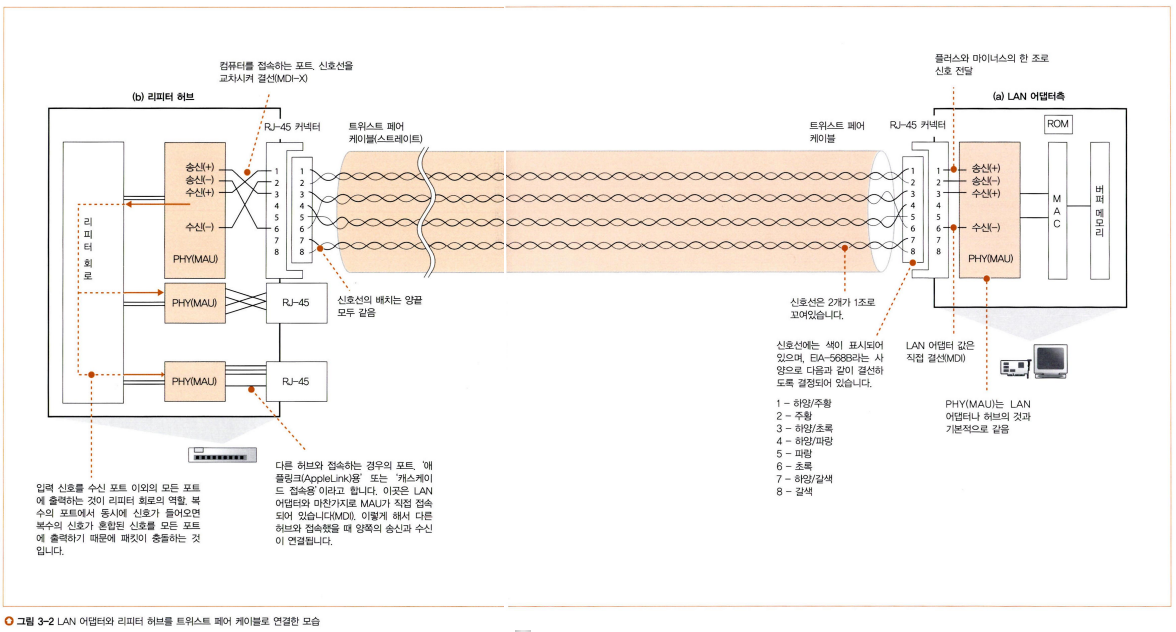 컴퓨터를 접속하는 포트. 신호선을
교차시켜 결선(MDI-X)
플러스와 마이너스의 한 조로
신호 전달
(b) 리피터 허브
(a) LAN 어댑터측
RJ-45 커넥터
트위스트 페어
케이블(스트레이트)
트위스트 페어
케이블
RJ-45 커넥터
ROM
송신(+)
송신(-)
수신(+)
수신(-)
PHY(MAU)
리피터 회로
1
2
3
4
5
6
7
8
1
2
3
4
5
6
7
8
1
2
3
4
5
6
7
8
1
2
3
4
5
6
7
8
송신(+)
송신(-)
수신(+)
수신(-)
PHY(MAU)
MAC
버퍼 메모리
PHY(MAU)
RJ-45
신호선의 배치는 양끝
모두 같음
신호선은 2개가 1조로
꼬여있습니다.
PHY(MAU)
RJ-45
신호선에는 색이 표시되어
있으며, EIA-568B라는 사
양으로 다음과 같이 결선하
도록 결정되어 있습니다.
1 - 하양/주황
2 - 주황
3 - 하양/초록
4 - 하양/파랑
5 - 파랑
6 - 초록
7 - 하양/갈색
8 - 갈색
LAN 어댑터 값은
직접 결선(MDI)
PHY(MAU)는 LAN
어댑터나 허브의 것과
기본적으로 같음
입력 신호를 수신 포트 이외의 모든 포트
에 출력하는 것이 리피터 회로의 역할. 복
수의 포트에서 동시에 신호가 들어오면
복수의 신호가 혼합된 신호를 모든 포트
에 출력하기 때문에 패킷이 충돌하는 것
입니다.
다른 허브와 접속하는 경우의 포트. '애
플링크(AppleLink)용' 또는 '캐스케이
드 접속용'이라고 합니다. 이곳은 LAN
어댑터와 마찬가지로 MAU가 직접 접속
되어 있습니다(MDI). 이렇게 해서 다른
허브와 접속했을 때 양쪽의 송신과 수신
이 연결됩니다.
그림 3-2 LAN 어댑터와 리피터 허브를 트위스트 페어 케이블로 연결한 모습